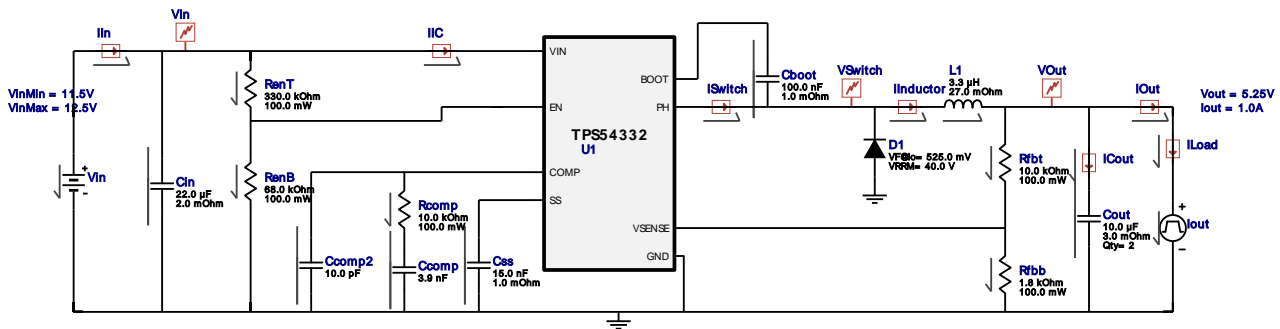 VIn
IIn
IIC
VIN
VInMin = 11.5V
VinMax = 12.5V
RenT
330.0 kOhm
100.0 mW
BOOT
Cboot
100.0 nF
1.0 mOhm
VSwitch
L1
3.3 µH
27.0 mOhm
VOut
IOut
Vout = 5.25V
Iout = 1.0A
EN
PH
ISwitch
IInductor
TPS54332
U1
D1
VRRM= 40.0 V
ICout
ILoad
Vin
+
-
Cin
22.0 µF
2.0 mOhm
RenB
68.0 kOhm
100.0 mW
COMP
SS
Rcomp
10.0 kOhm
100.0 mW
Rfbt
10.0 kOhm
100.0 mW
Cout
10.0 µF
3.0 mOhm
Qty= 2
+
Iout
-
VSENSE
GND
Ccomp2
10.0 pF
Ccomp
3.9 nF
Css
15.0 nF
1.0 mOhm
Rfbb
1.8 kOhm
100.0 mW